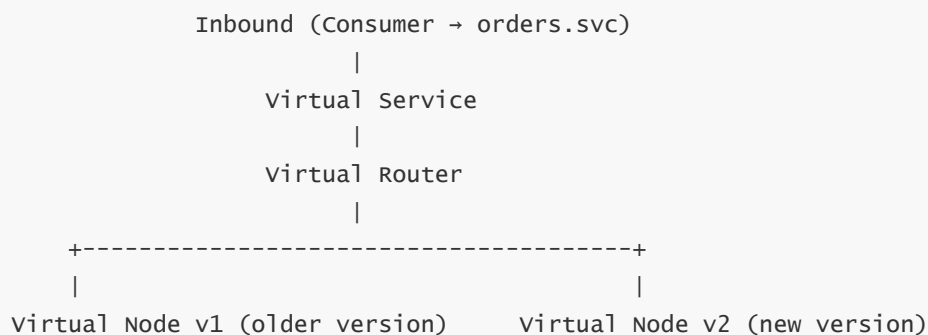 Inbound (Consumer → orders.svc)
|
Virtual Service
|
Virtual Router
|
+---------------------------------------+
| |
Virtual Node v1 (older version) Virtual Node v2 (new version)